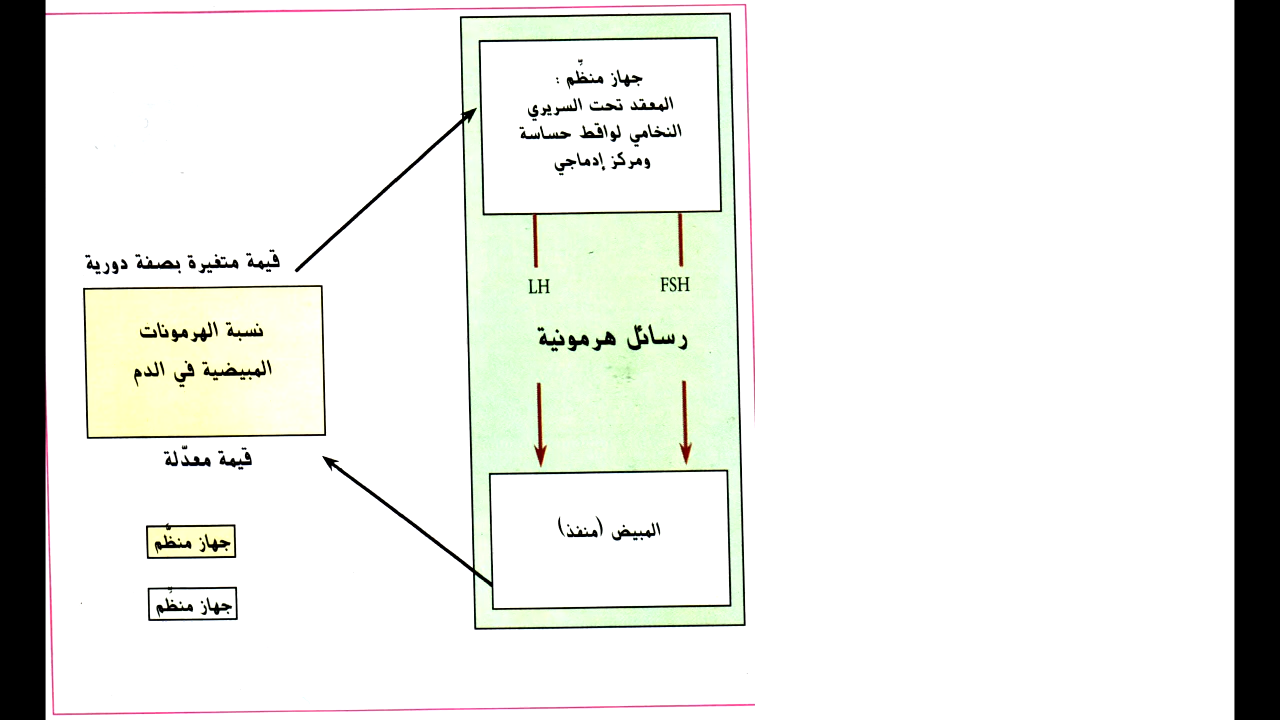 جهاز منظِّم :
المعقد تحت السريري
النخامي لواقط حساسة
ومركز إدماجي
LH
FSH
رسائل هرمونية
المبيض (منفذ)
قيمة متغيرة بصفة دورية
نسبة الهرمونات
المبيضية في الدم
قيمة معدّلة
جهاز منظَّم
جهاز منظِّم